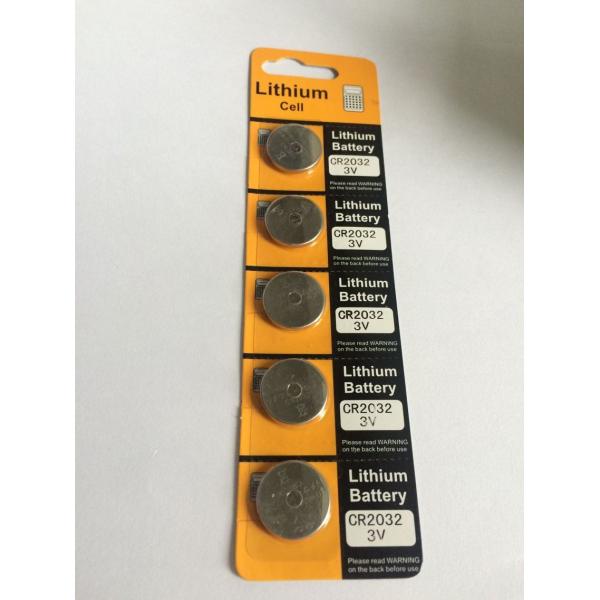 Lithium
Cell
Lithium
Battery
CR2032
3V
Please read WARNING
on the back before use
Lithium
Battery
CR2032
3V
Please read WARNING
on the back before use
Lithium
Battery
CR2032
3V
Please read WARNING
on the back before use
Lithium
Battery
CR2032
3V
Please read WARNING
on the back before use
Lithium
Battery
CR2032
3V
Please read WARNING
on the back before use